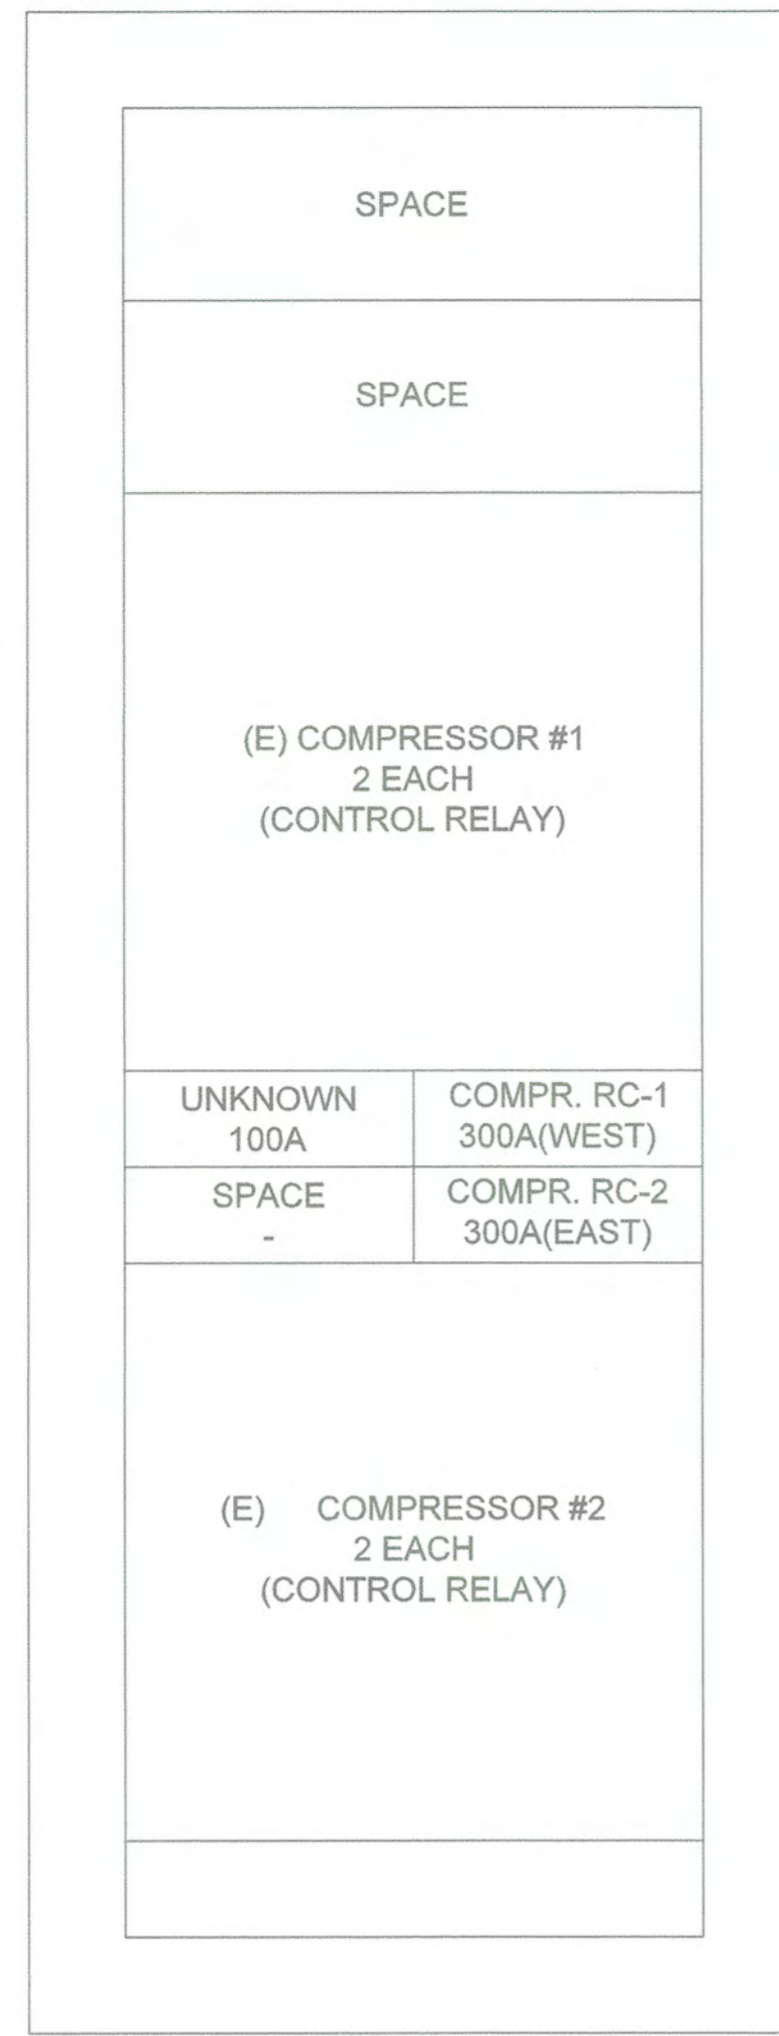 SPACE
SPACE
(E) COMPRESSOR #1
2 EACH
(CONTROL RELAY)
UNKNOWN
100A
COMPR. RC-1
300A(WEST)
SPACE
-
COMPR. RC-2
300A(EAST)
(E) COMPRESSOR #2
2 EACH
(CONTROL RELAY)